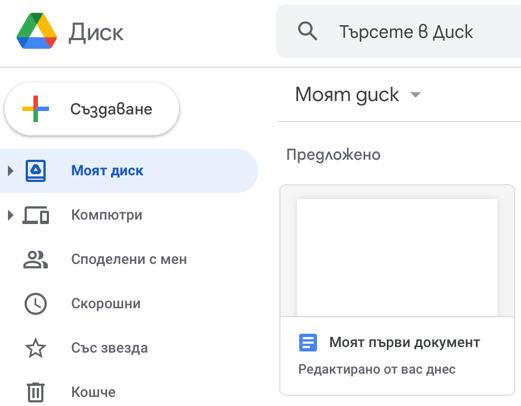 Диск
Търсете в Диск
Създаване
Моят диск
Предложено
Моят диск
Компютри
Споделени с мен
Скорошни
Със звезда
Кошче
Моят първи документ
Редактирано от вас днес